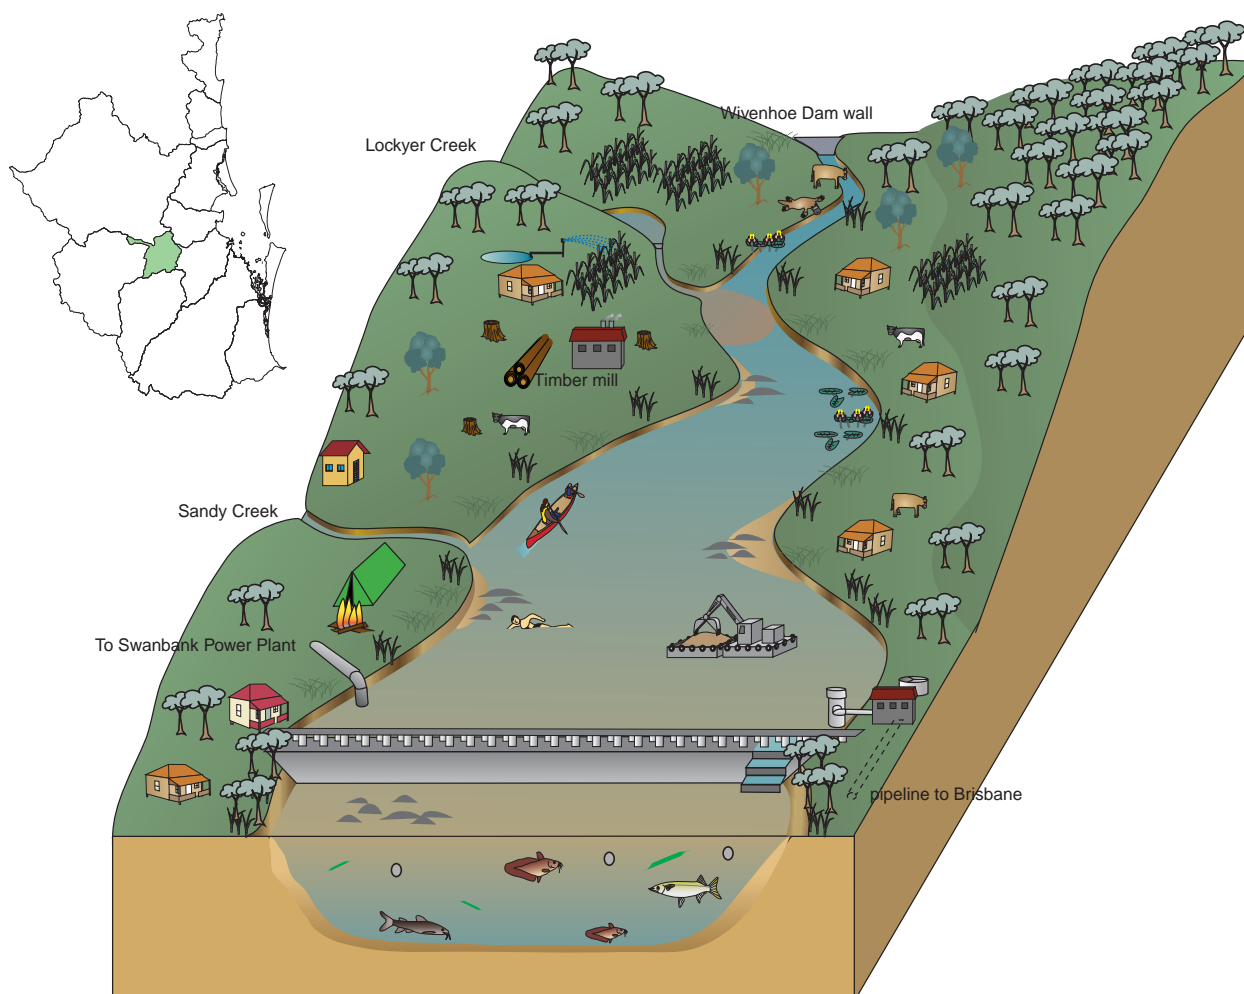 Wivenhoe Dam wall
Lockyer Creek
Timber mill
Sandy Creek
To Swanbank Power Plant
pipeline to Brisbane